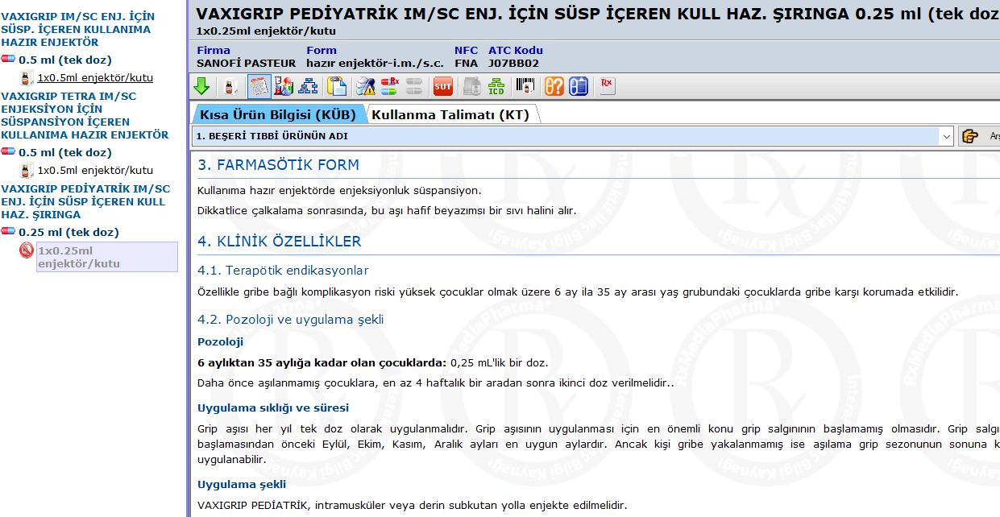 VAXIGRIP IM/SC ENJ. İÇİN
SÜSP. İÇEREN KULLANIMA
HAZIR ENJEKTÖR
0.5 ml (tek doz)
1x0.5ml enjektör/kutu
VAXIGRIP TETRA IM/SC
ENJEKSİYON İÇİN
SÜSPANSİYON İÇEREN
KULLANIMA HAZIR ENJEKTÖR
0.5 ml (tek doz)
1x0.5ml enjektör/kutu
VAXIGRIP PEDİYATRİK IM/SC
ENJ. İÇİN SÜSP İÇEREN KULL
HAZ. ŞIRINGA
0.25 ml (tek doz)
1x0.25ml
enjektör/kutu
VAXIGRIP PEDİYATRİK IM/SC ENJ. İÇİN SÜSP İÇEREN KULL HAZ. ŞIRINGA 0.25 ml (tek doz
1x0.25ml enjektör/kutu
Firma Form NFC ATC Kodu
SANOFİ PASTEUR hazır enjektör-i.m./s.c. FNA J07BB02
Rx SUT ICD Rx
Kısa Ürün Bilgisi (KÜB) Kullanma Talimatı (KT)
1. BEŞERİ TIBBİ ÜRÜNÜN ADI
3. FARMASÖTİK FORM
Kullanıma hazır enjektörde enjeksiyonluk süspansiyon.
Dikkatlice çalkalama sonrasında, bu aşı hafif beyazımsı bir sıvı halini alır.
4. KLİNİK ÖZELLİKLER
4.1. Terapötik endikasyonlar
Özellikle gribe bağlı komplikasyon riski yüksek çocuklar olmak üzere 6 ay ila 35 ay arası yaş grubundaki çocuklarda gribe karşı korumada etkilidir.
4.2. Pozoloji ve uygulama şekli
Pozoloji
6 aylıktan 35 aylığa kadar olan çocuklarda: 0,25 mL'lik bir doz.
Daha önce aşılanmamış çocuklara, en az 4 haftalık bir aradan sonra ikinci doz verilmelidir..
Uygulama sıklığı ve süresi
Grip aşısı her yıl tek doz olarak uygulanmalıdır. Grip aşısının uygulanması için en önemli konu grip salgınının başlamamış olmasıdır. Grip salgı
başlamasından önceki Eylül, Ekim, Kasım, Aralık ayları en uygun aylardır. Ancak kişi gribe yakalanmamış ise aşılama grip sezonunun sonuna k
uygulanabilir.
Uygulama şekli
VAXIGRIP PEDİATRİK, intramusküler veya derin subkutan yolla enjekte edilmelidir.